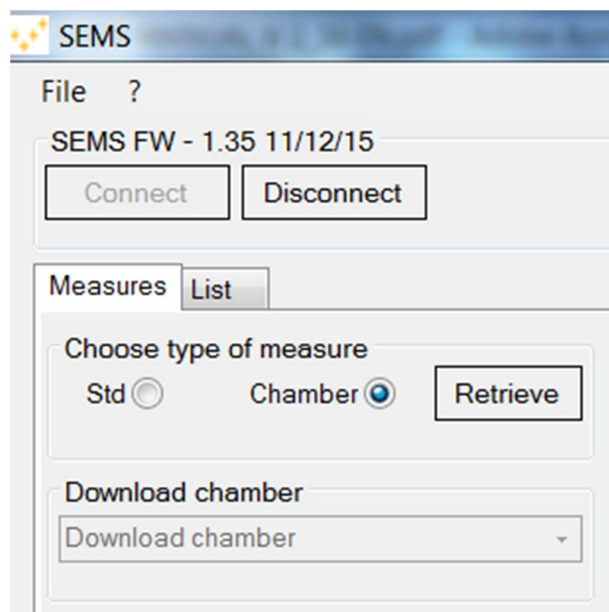 SEMS
File ?
SEMS FW - 1.35 11/12/15
Connect Disconnect
Measures List
Choose type of measure
Std Chamber Retrieve
Download chamber
Download chamber